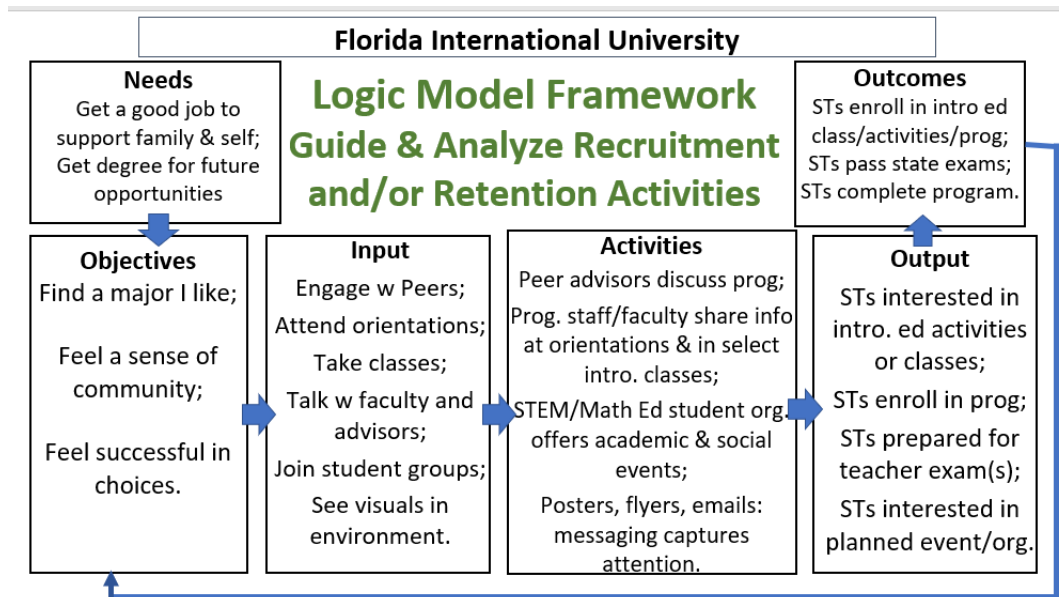 Florida International University
Needs
Get a good job to
support family & self;
Get degree for future
opportunities
Logic Model Framework
Guide & Analyze Recruitment
and/or Retention Activities
Outcomes
STs enroll in intro ed
class/activities/prog;
STs pass state exams;
STs complete program.
Objectives
Find a major I like;
Feel a sense of
community;
Feel successful in
choices.
Input
Engage w Peers;
Attend orientations;
Take classes;
Talk w faculty and
advisors;
Join student groups;
See visuals in
environment.
Activities
Peer advisors discuss prog;
Prog. staff/faculty share info
at orientations & in select
intro. classes;
STEM/Math Ed student org.
offers academic & social
events;
Posters, flyers, emails:
messaging captures
attention.
Output
STs interested in
intro. ed activities
or classes;
STs enroll in prog;
STs prepared for
teacher exam(s);
STs interested in
planned event/org.